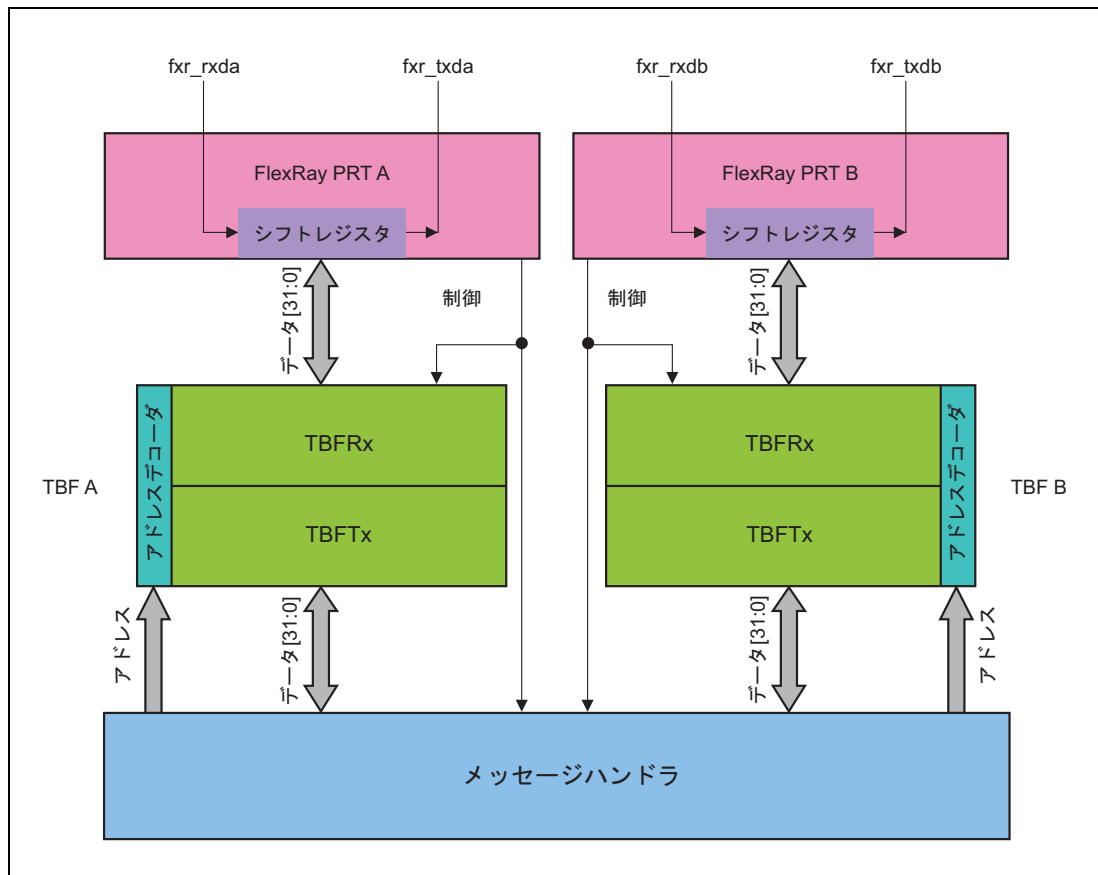 fxr_rxda
fxr_txda
fxr_rxdb
fxr_txdb
FlexRay PRT A
FlexRay PRT B
シフトレジスタ
シフトレジスタ
データ[31:0]
制御
制御
データ[31:0]
TBF A
アドレスデコーダ
TBFRx
TBFTx
TBFRx
TBFTx
アドレスデコーダ
TBF B
アドレス
データ[31:0]
データ[31:0]
アドレス
メッセージハンドラ